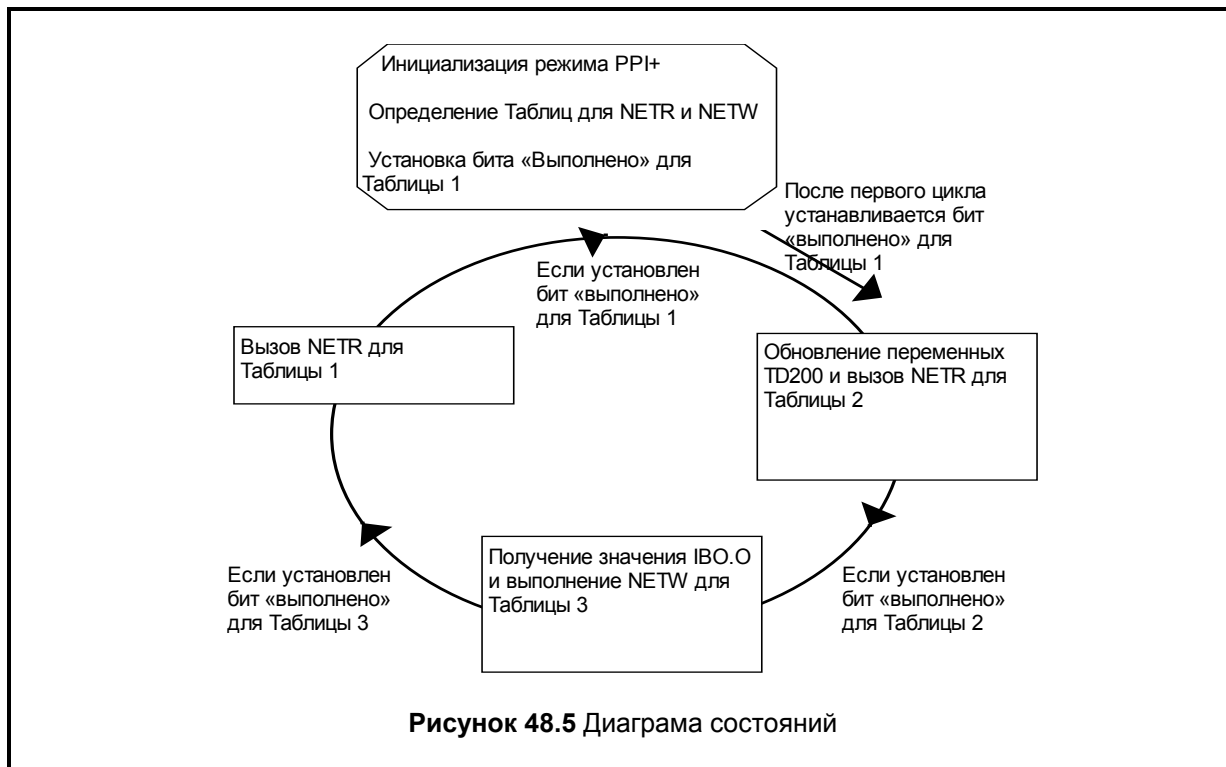 Инициализация режима PPI+
Определение Таблиц для NETR и NETW
Установка бита «Выполнено» для
Таблицы 1
После первого цикла
устанавливается бит
«выполнено» для
Таблицы 1
Если установлен
бит «выполнено»
для Таблицы 1
Вызов NETR для
Таблицы 1
Обновление переменных
TD200 и вызов NETR для
Таблицы 2
Если установлен
бит «выполнено»
для Таблицы 3
Получение значения IBO.O
и выполнение NETW для
Таблицы 3
Если установлен
бит «выполнено»
для Таблицы 2
Рисунок 48.5 Диаграма состояний